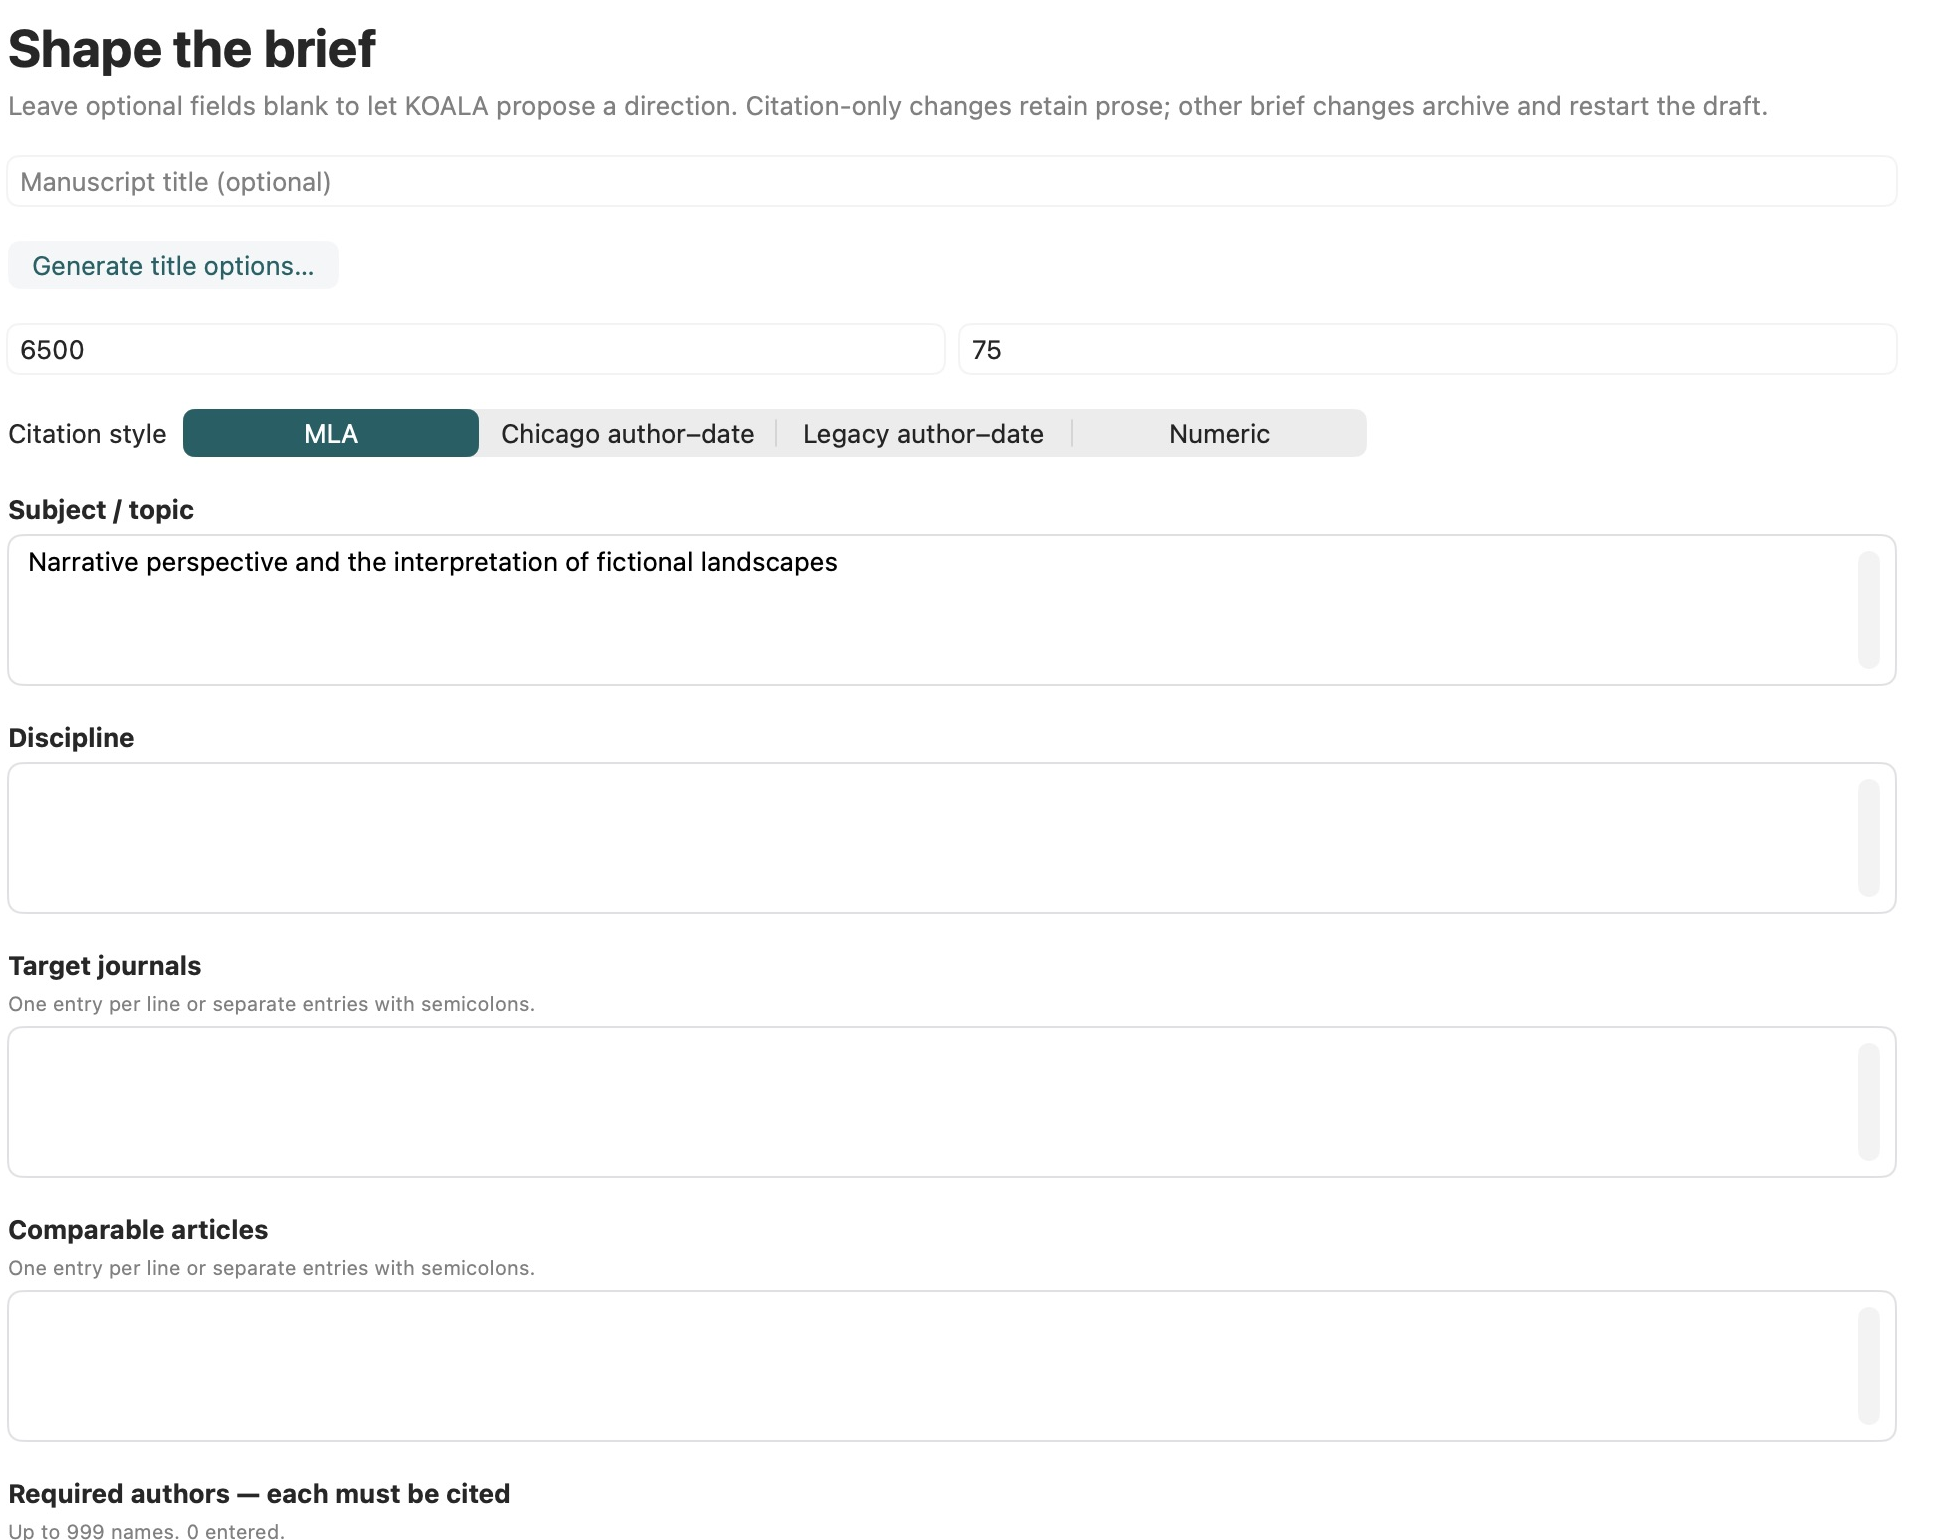 Shape the brief
Leave optional fields blank to let KOALA propose a direction. Citation-only changes retain prose; other brief changes archive and restart the draft.
Manuscript title (optional)
Generate title options...
6500 75
Citation style MLA Chicago author–date Legacy author–date Numeric
Subject / topic
Narrative perspective and the interpretation of fictional landscapes
Discipline
Target journals
One entry per line or separate entries with semicolons.
Comparable articles
One entry per line or separate entries with semicolons.
Required authors — each must be cited
Up to 999 names. 0 entered.